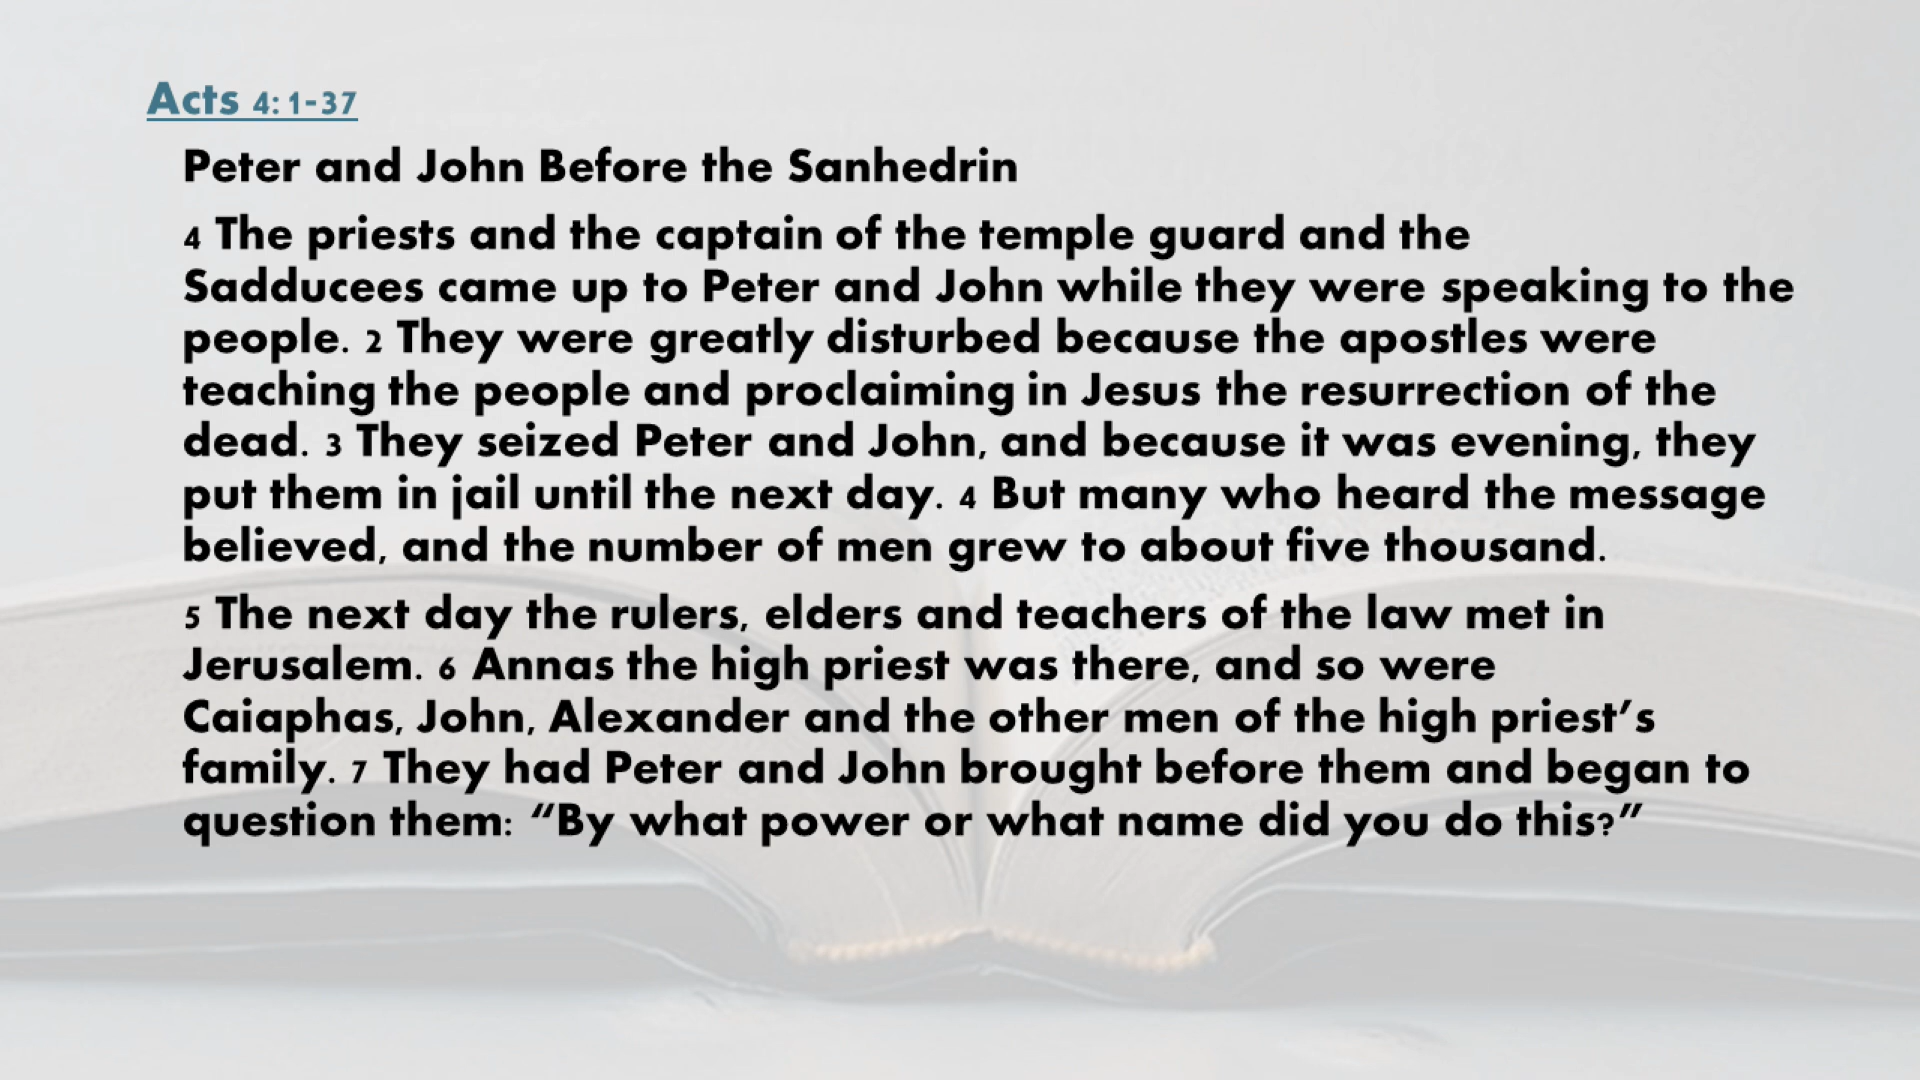 Acts 4: 1-37
Peter and John Before the Sanhedrin
4 The priests and the captain of the temple guard and the
Sadducees came up to Peter and John while they were speaking to the
people. 2 They were greatly disturbed because the apostles were
teaching the people and proclaiming in Jesus the resurrection of the
dead. 3 They seized Peter and John, and because it was evening, they
put them in jail until the next day. 4 But many who heard the message
believed, and the number of men grew to about five thousand.
5 The next day the rulers, elders and teachers of the law met in
Jerusalem. 6 Annas the high priest was there, and so were
Caiaphas, John, Alexander and the other men of the high priest’s
family. 7 They had Peter and John brought before them and began to
question them: “By what power or what name did you do this?”